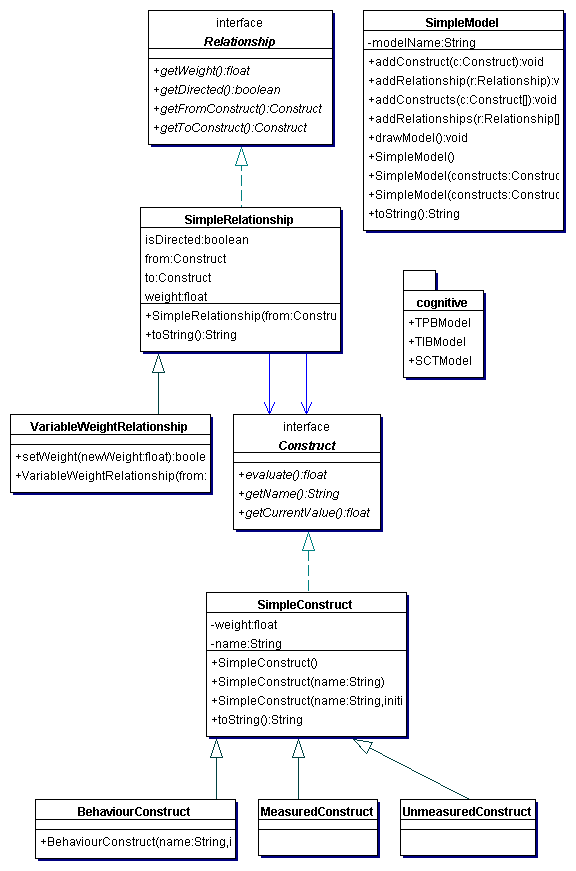 interface
Relationship
+getWeight():float
+getDirected():boolean
+getFromConstruct():Construct
+getToConstruct():Construct
SimpleModel
-modelName:String
+addConstruct(c:Construct):void
+addRelationship(r:Relationship):v
+addConstructs(c:Construct[]):void
+addRelationships(r:Relationship[]
+drawModel():void
+SimpleModel()
+SimpleModel(constructs:Construc
+SimpleModel(constructs:Construc
+toString():String
SimpleRelationship
isDirected:boolean
from:Construct
to:Construct
weight:float
+SimpleRelationship(from:Constru
+toString():String
cognitive
+TPBModel
+TIBModel
+SCTModel
VariableWeightRelationship
+setWeight(newWeight:float):boole
+VariableWeightRelationship(from:
interface
Construct
+evaluate():float
+getName():String
+getCurrentValue():float
SimpleConstruct
-weight:float
-name:String
+SimpleConstruct()
+SimpleConstruct(name:String)
+SimpleConstruct(name:String,initi
+toString():String
BehaviourConstruct
+BehaviourConstruct(name:String,i
MeasuredConstruct
UnmeasuredConstruct